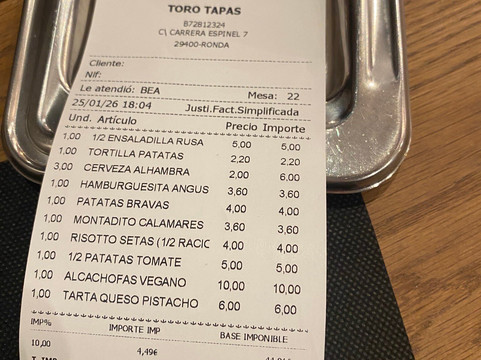 TORO TAPAS
B72812324
C\ CARRERA ESPINEL 7
29400-RONDA
Cliente:
Nif:
Le atendió: BEA Mesa: 22
25/01/26 18:04 Justi.Fact.Simplificada
Und. Artículo Precio Importe
1,00 1/2 ENSALADILLA RUSA 5,00 5,00
1,00 TORTILLA PATATAS 2,20 2,20
3,00 CERVEZA ALHAMBRA 2,00 6,00
1,00 HAMBURGUESITA ANGUS 3,60 3,60
1,00 PATATAS BRAVAS 4,00 4,00
1,00 MONTADITO CALAMARES 3,60 3,60
1,00 RISOTTO SETAS (1/2 RACIC 4,00 4,00
1,00 1/2 PATATAS TOMATE 5,00 5,00
1,00 ALCACHOFAS VEGANO 10,00 10,00
1,00 TARTA QUESO PISTACHO 6,00 6,00
IMP% IMPORTE IMP BASE IMPONIBLE
10,00 4,49€